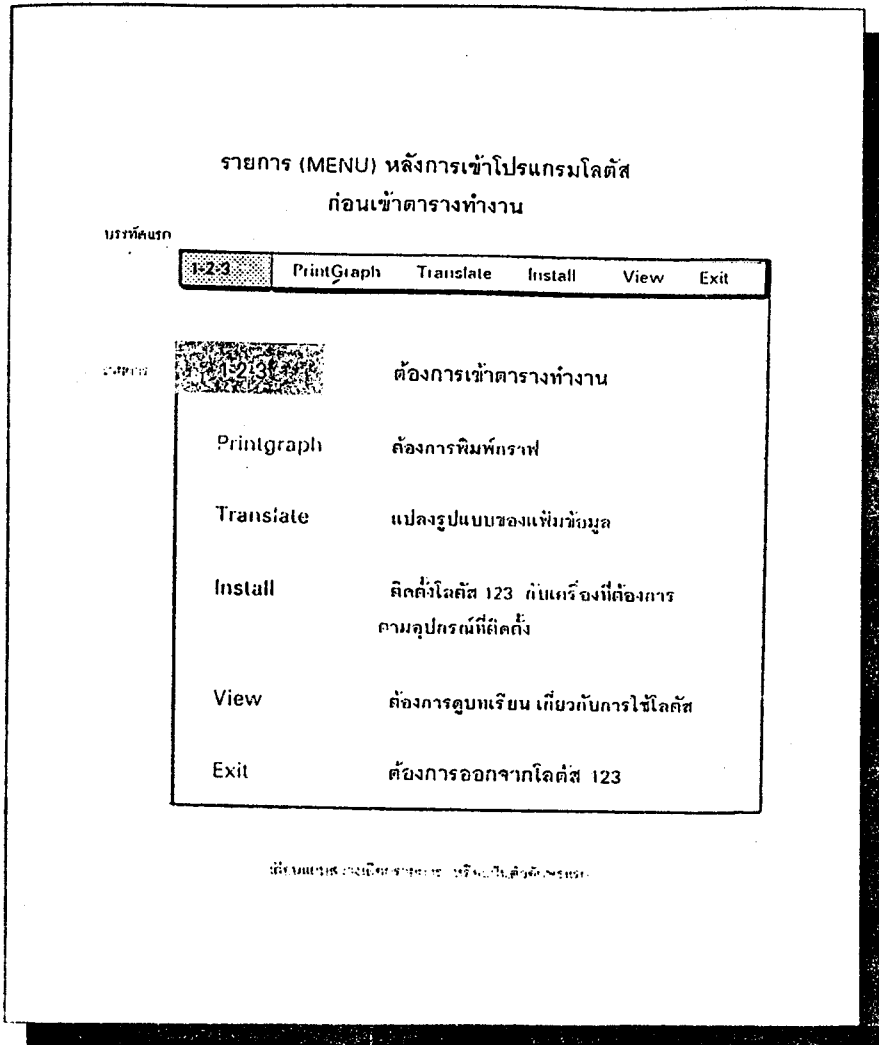 รายการ (MENU) หลังการเข้าโปรแกรมโลตัส
ก่อนเข้าตารางทำงาน
บรรทัดแรก
1-2-3 PrintGraph Translate Install View Exit
1-2-3 ต้องการเข้าตารางทำงาน
Printgraph ต้องการพิมพ์กราฟ
Translate แปลงรูปแบบของแฟ้มข้อมูล
Install ติดตั้งโลตัส 123 กับเครื่องที่ต้องการ
ตามอุปกรณ์ที่ติดตั้ง
View ต้องการดูบทเรียน เกี่ยวกับการใช้โลตัส
Exit ต้องการออกจากโลตัส 123